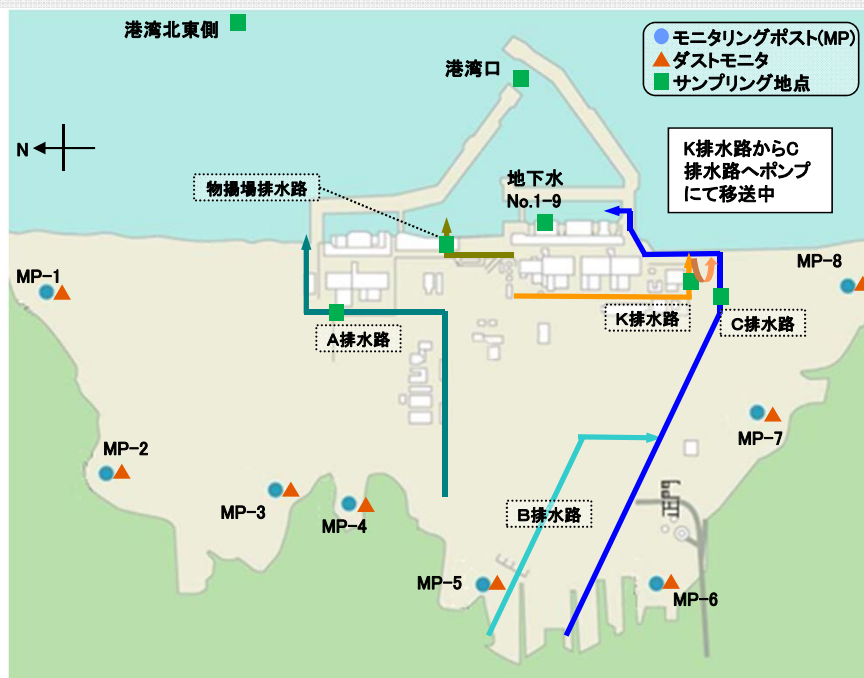 港湾北東側
モニタリングポスト(MP)
ダストモニタ
サンプリング地点
港湾口
N
K排水路からC
排水路へポンプ
にて移送中
物揚場排水路
地下水
No.1-9
MP-1
MP-8
A排水路
K排水路
C排水路
MP-2
MP-7
MP-3
MP-4
B排水路
正門
MP-5
MP-6